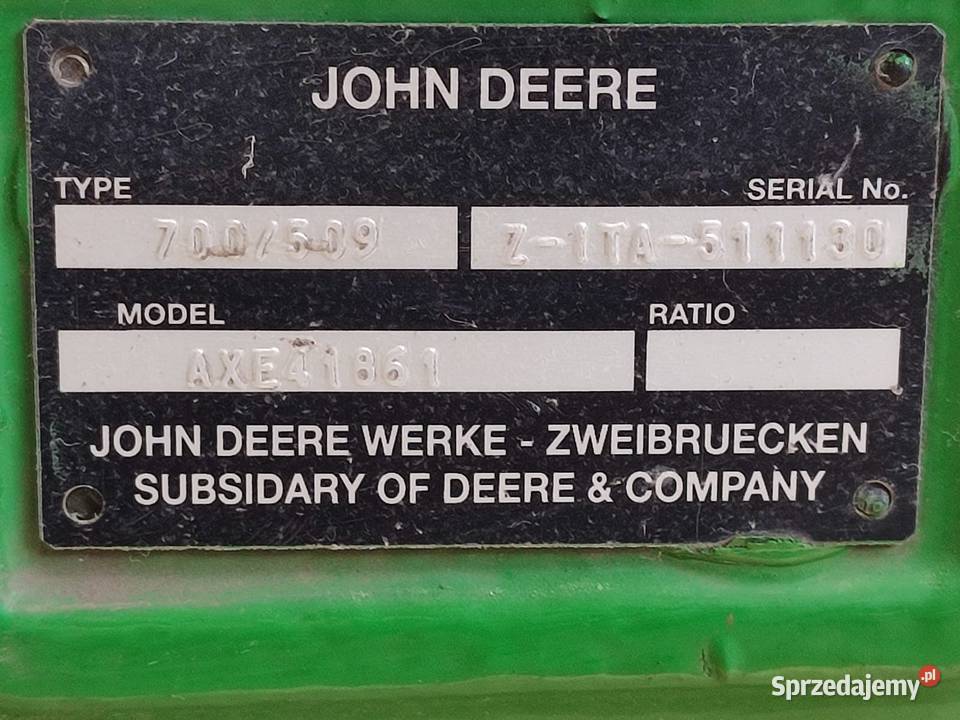 JOHN DEERE
TYPE SERIAL No.
700/509 Z-1TA-511130
MODEL RATIO
AXE41861
JOHN DEERE WERKE - ZWEIBRUECKEN
SUBSIDARY OF DEERE & COMPANY
Sprzedajemy.pl